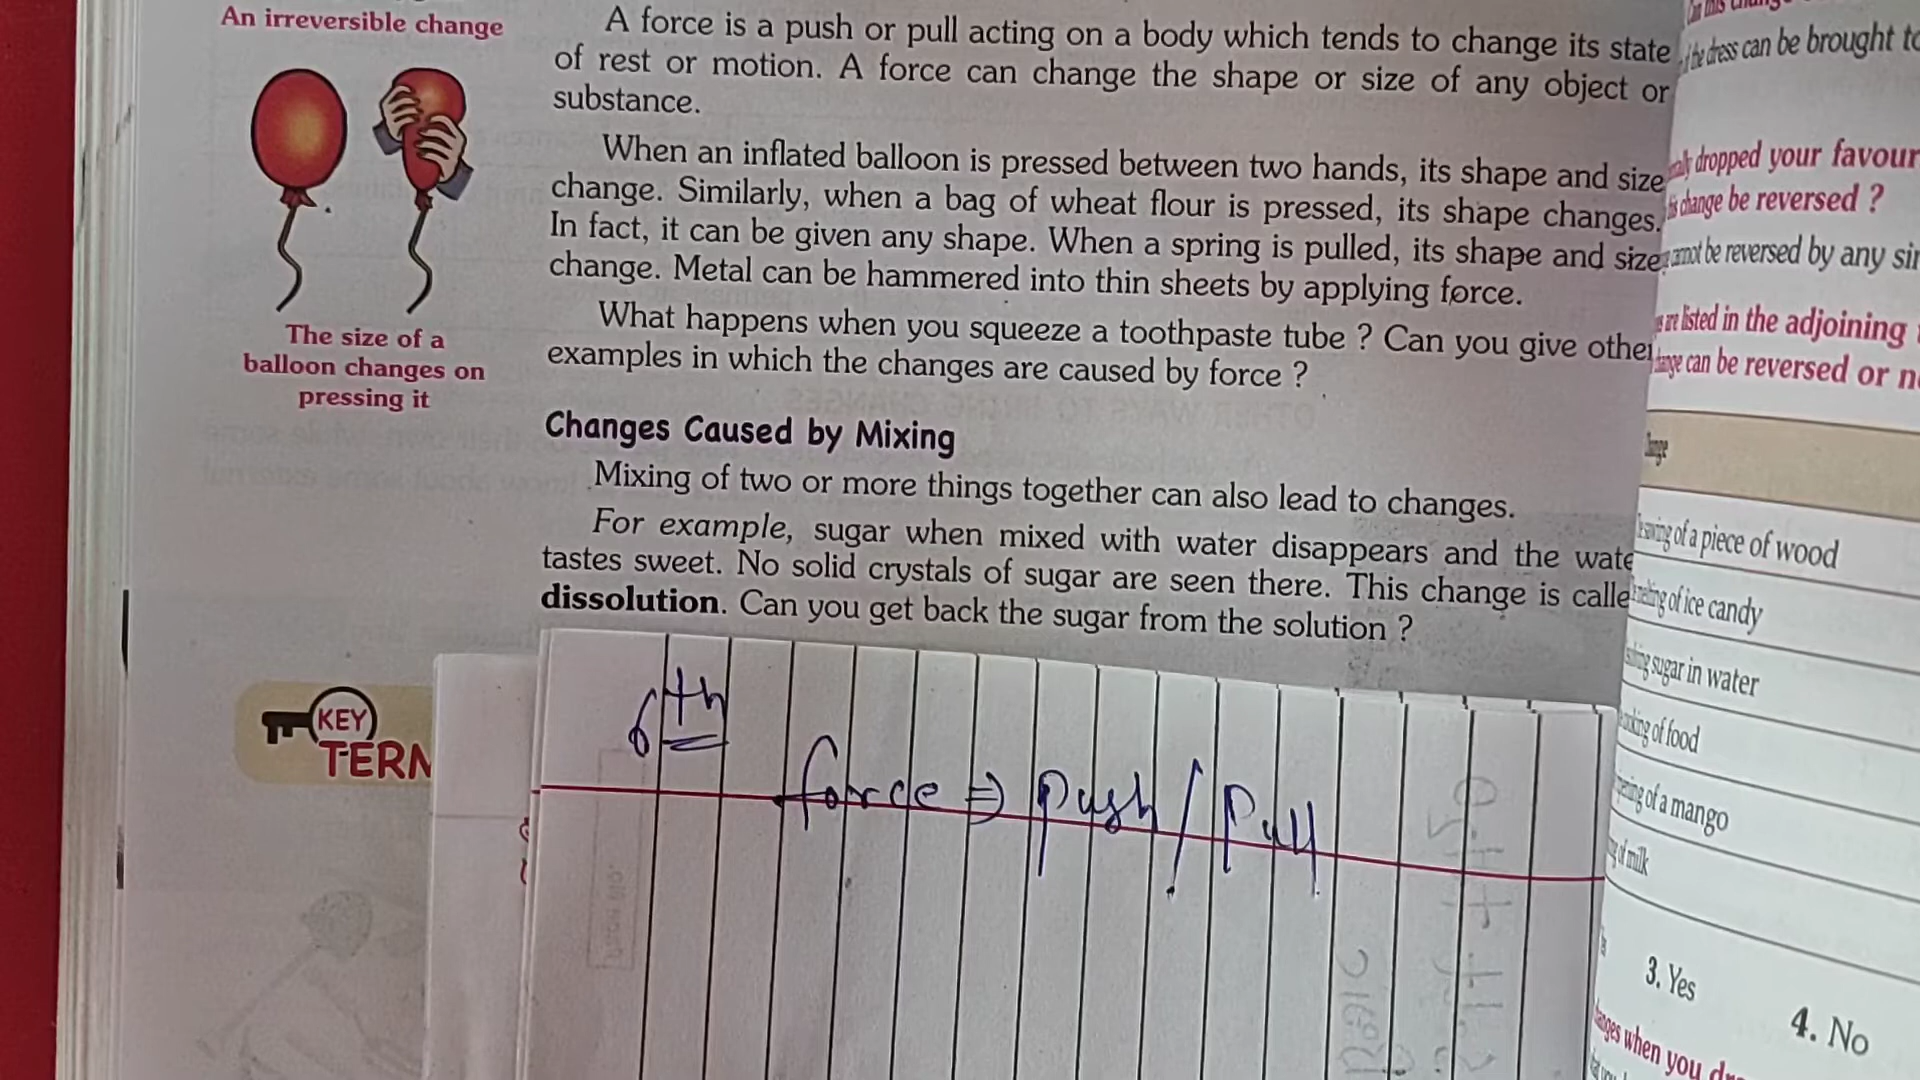 An irreversible change
The size of a
balloon changes on
pressing it
A force is a push or pull acting on a body which tends to change its state
of rest or motion. A force can change the shape or size of any object or
substance.
When an inflated balloon is pressed between two hands, its shape and size
change. Similarly, when a bag of wheat flour is pressed, its shape changes.
In fact, it can be given any shape. When a spring is pulled, its shape and size
change. Metal can be hammered into thin sheets by applying force.
What happens when you squeeze a toothpaste tube ? Can you give other
examples in which the changes are caused by force ?
Changes Caused by Mixing
Mixing of two or more things together can also lead to changes.
For example, sugar when mixed with water disappears and the wate
tastes sweet. No solid crystals of sugar are seen there. This change is calle
dissolution. Can you get back the sugar from the solution ?
KEY
TERM
6th
force ⇒ Push / Pull
dress can be brought to
dropped your favour
change be reversed ?
be reversed by any sim
listed in the adjoining
can be reversed or n
of a piece of wood
of ice candy
sugar in water
of food
of a mango
of milk
3. Yes
4. No
when you